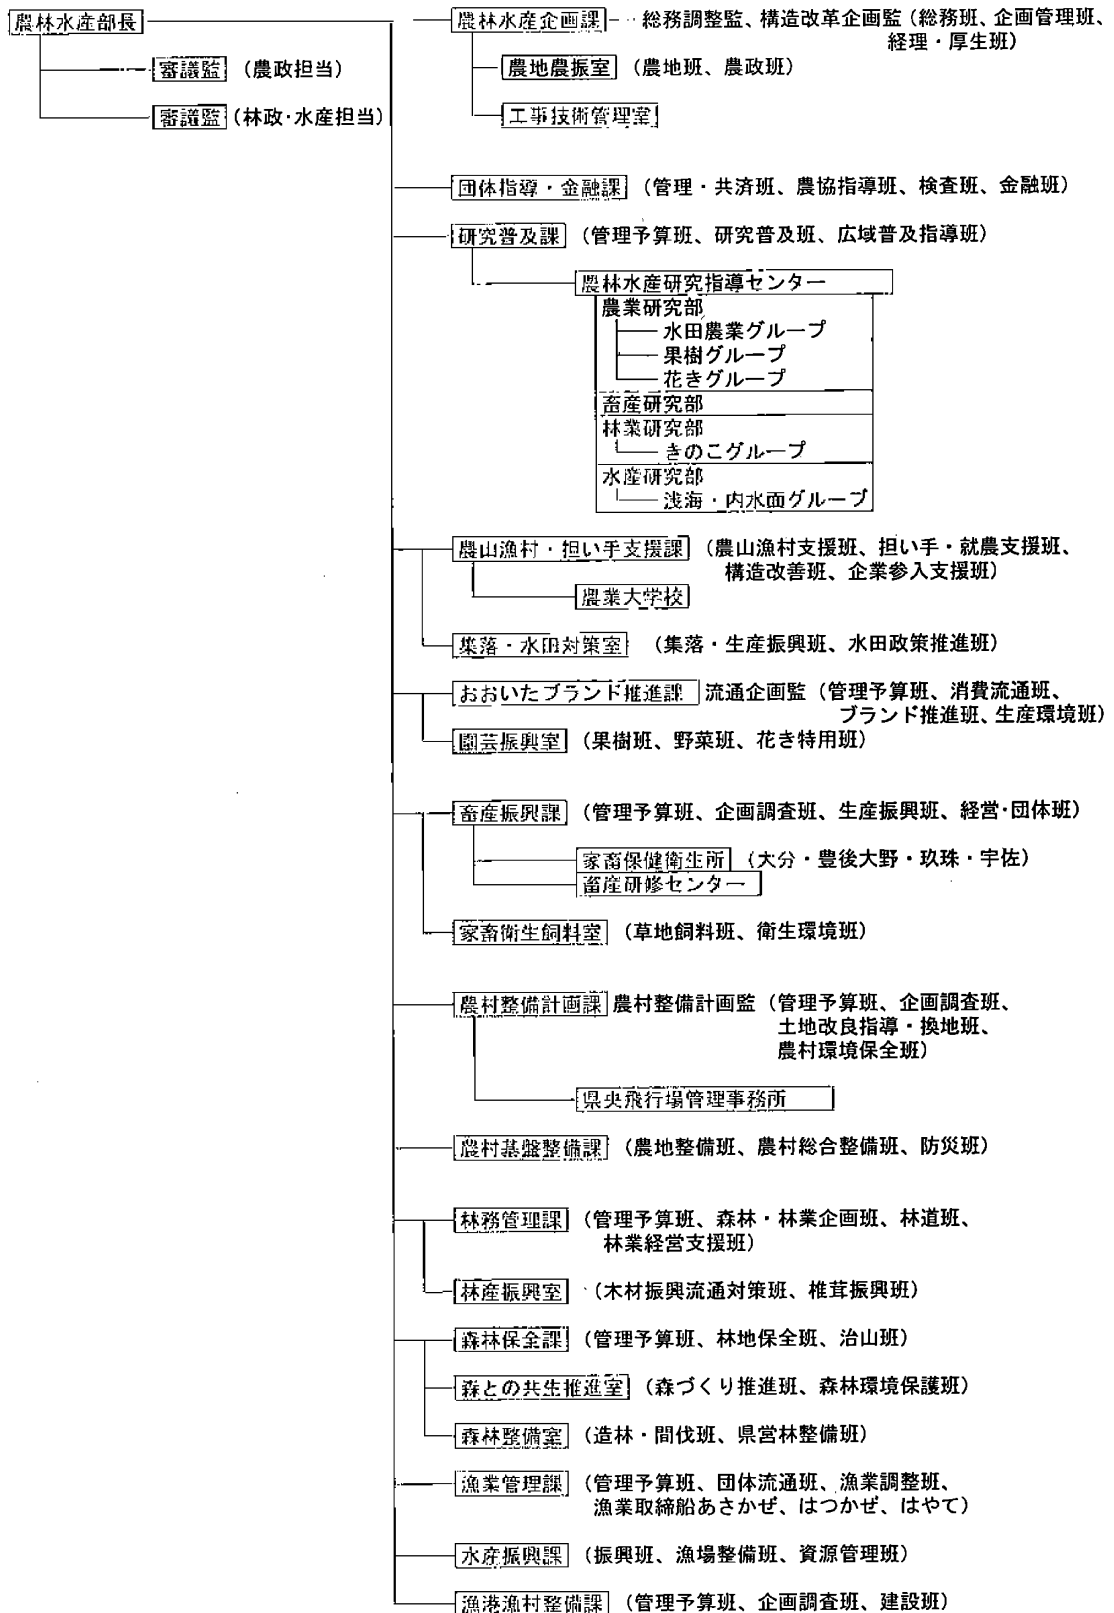 農林水産部長
審議監 (農政担当)
審議監 (林政・水産担当)
農林水産企画課 総務調整監、構造改革企画監 (総務班、企画管理班、
経理・厚生班)
農地農振室 (農地班、農政班)
工事技術管理室
団体指導・金融課 (管理・共済班、農協指導班、検査班、金融班)
研究普及課 (管理予算班、研究普及班、広域普及指導班)
農林水産研究指導センター
農業研究部
水田農業グループ
果樹グループ
花きグループ
畜産研究部
林業研究部
きのこグループ
水産研究部
浅海・内水面グループ
農山漁村・担い手支援課 (農山漁村支援班、担い手・就農支援班、
構造改善班、企業参入支援班)
農業大学校
集落・水田対策室 (集落・生産振興班、水田政策推進班)
おおいたブランド推進課 流通企画監 (管理予算班、消費流通班、
ブランド推進班、生産環境班)
園芸振興室 (果樹班、野菜班、花き特用班)
畜産振興課 (管理予算班、企画調査班、生産振興班、経営・団体班)
家畜保健衛生所 (大分・豊後大野・玖珠・宇佐)
畜産研修センター
家畜衛生飼料室 (草地飼料班、衛生環境班)
農村整備計画課 農村整備計画監 (管理予算班、企画調査班、
土地改良指導・換地班、
農村環境保全班)
県央飛行場管理事務所
農村基盤整備課 (農地整備班、農村総合整備班、防災班)
林務管理課 (管理予算班、森林・林業企画班、林道班、
林業経営支援班)
林産振興室 (木材振興流通対策班、椎茸振興班)
森林保全課 (管理予算班、林地保全班、治山班)
森との共生推進室 (森づくり推進班、森林環境保護班)
森林整備室 (造林・間伐班、県営林整備班)
漁業管理課 (管理予算班、団体流通班、漁業調整班、
漁業取締船あさかぜ、はつかぜ、はやて)
水産振興課 (振興班、漁場整備班、資源管理班)
漁港漁村整備課 (管理予算班、企画調査班、建設班)